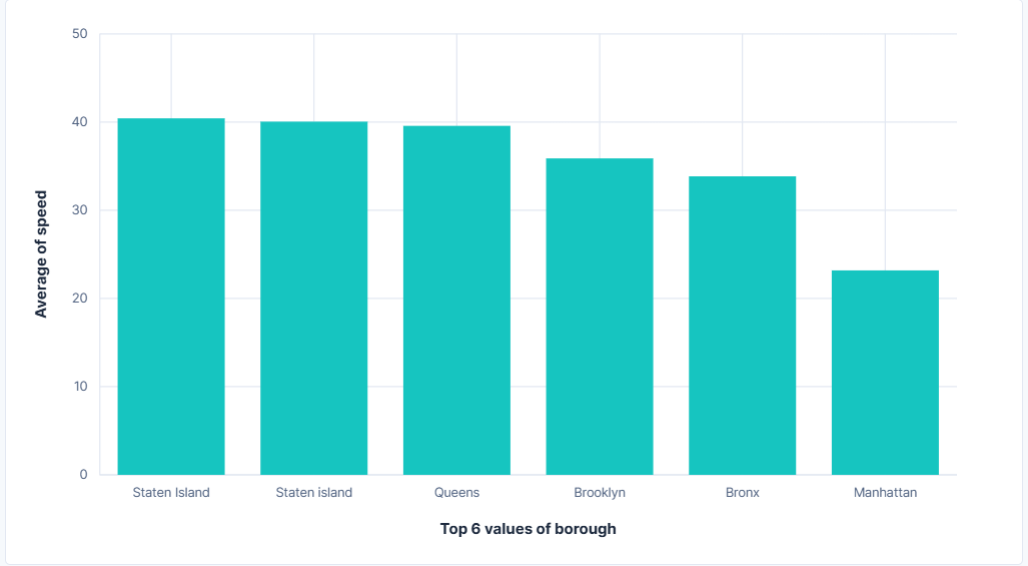 50
40
30
20
10
0
Average of speed
Staten Island
Staten island
Queens
Brooklyn
Bronx
Manhattan
Top 6 values of borough